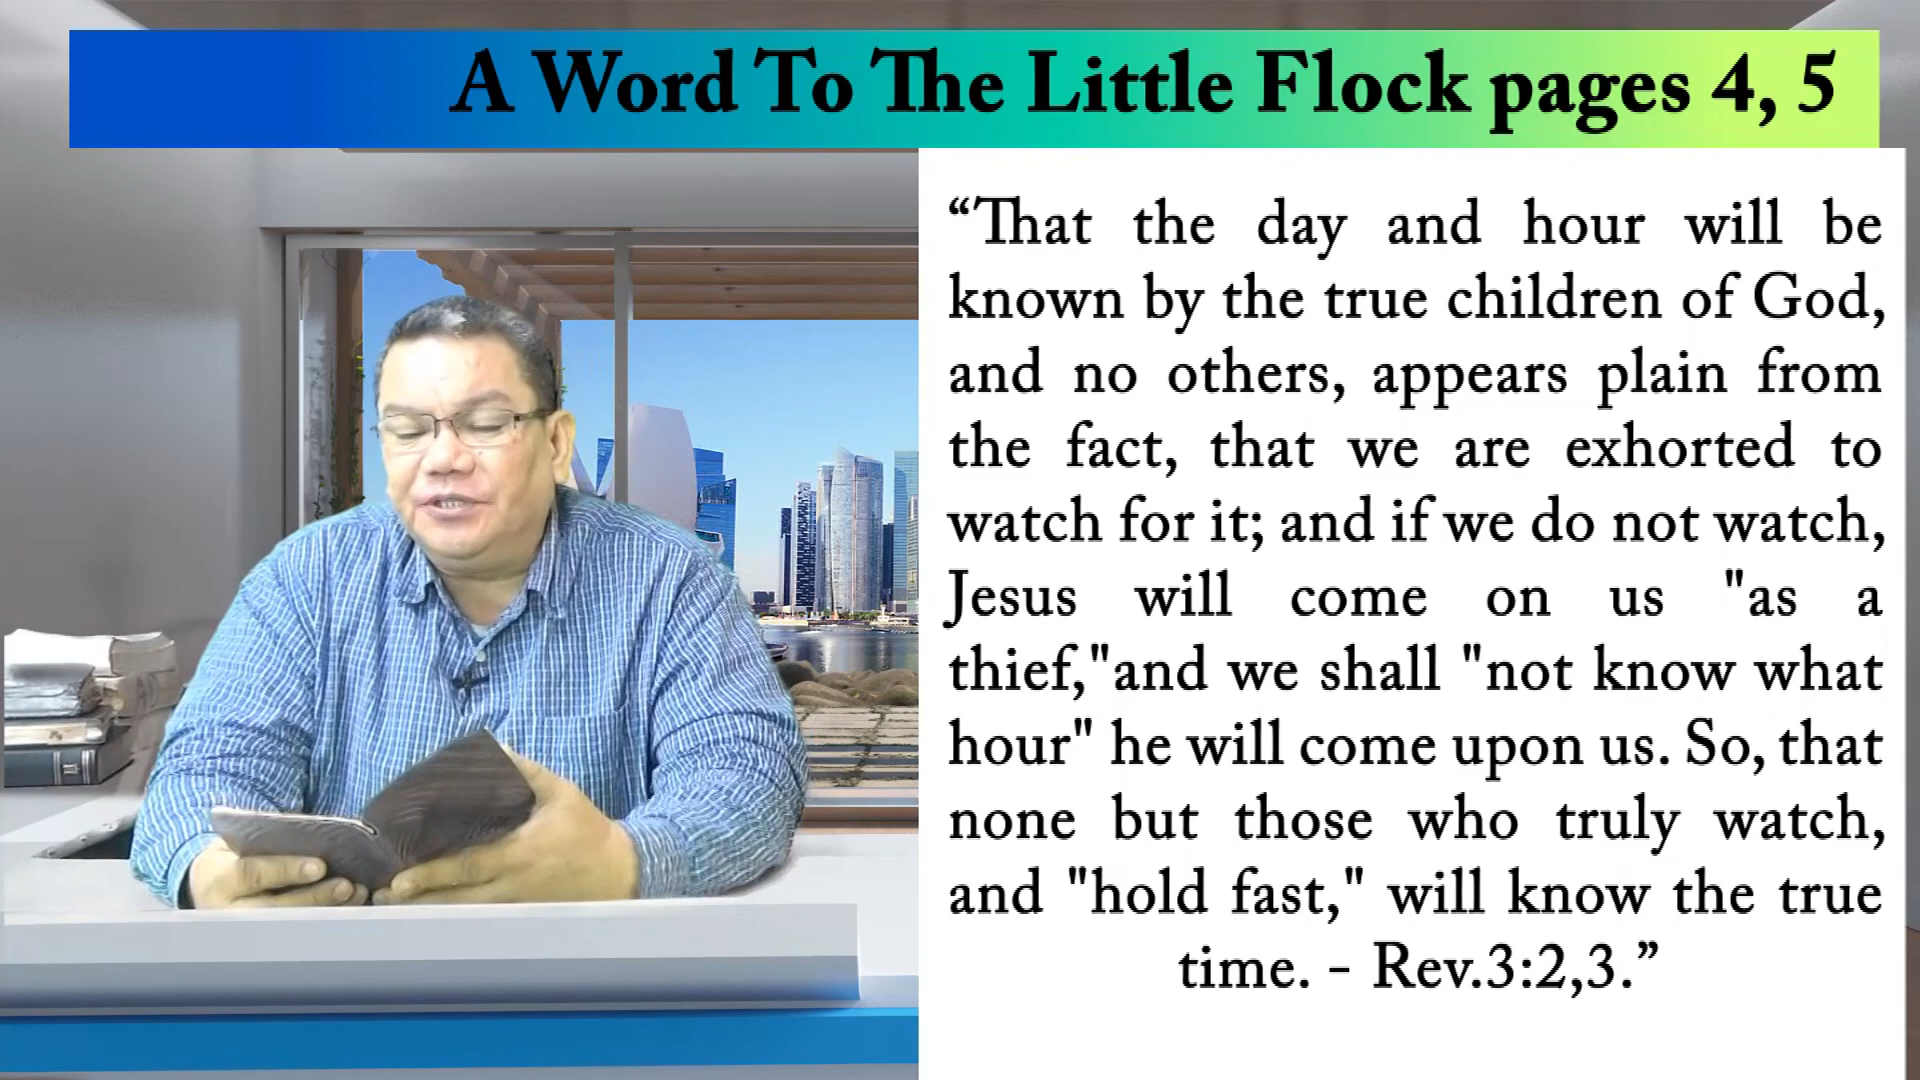 A Word To The Little Flock pages 4, 5
“That the day and hour will be
known by the true children of God,
and no others, appears plain from
the fact, that we are exhorted to
watch for it; and if we do not watch,
Jesus will come on us "as a
thief,"and we shall "not know what
hour" he will come upon us. So, that
none but those who truly watch,
and "hold fast," will know the true
time. - Rev.3:2,3.”